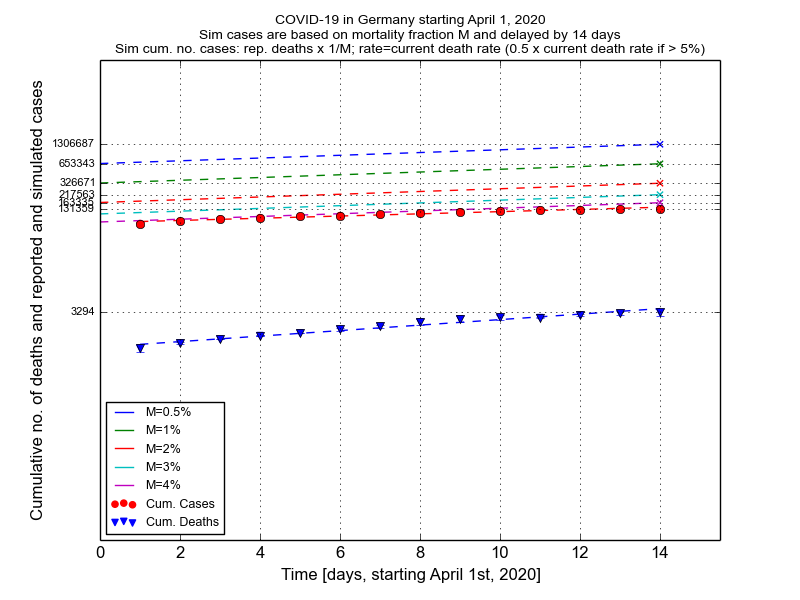 COVID-19 in Germany starting April 1, 2020
Sim cases are based on mortality fraction M and delayed by 14 days
Sim cum. no. cases: rep. deaths x 1/M; rate=current death rate (0.5 x current death rate if > 5%)
Cumulative no. of deaths and reported and simulated cases
1306687
653343
326671
217563
163335
131359
3294
M=0.5%
M=1%
M=2%
M=3%
M=4%
Cum. Cases
Cum. Deaths
0 2 4 6 8 10 12 14
Time [days, starting April 1st, 2020]